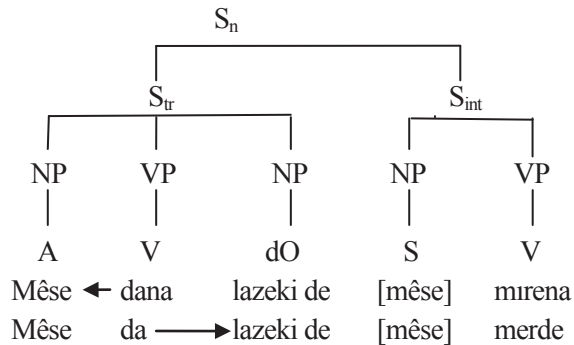 Sn
Str Sint
NP VP NP NP VP
A V dO S V
Mêse dana lazeki de [mêse] mırena
Mêse da lazeki de [mêse] merde